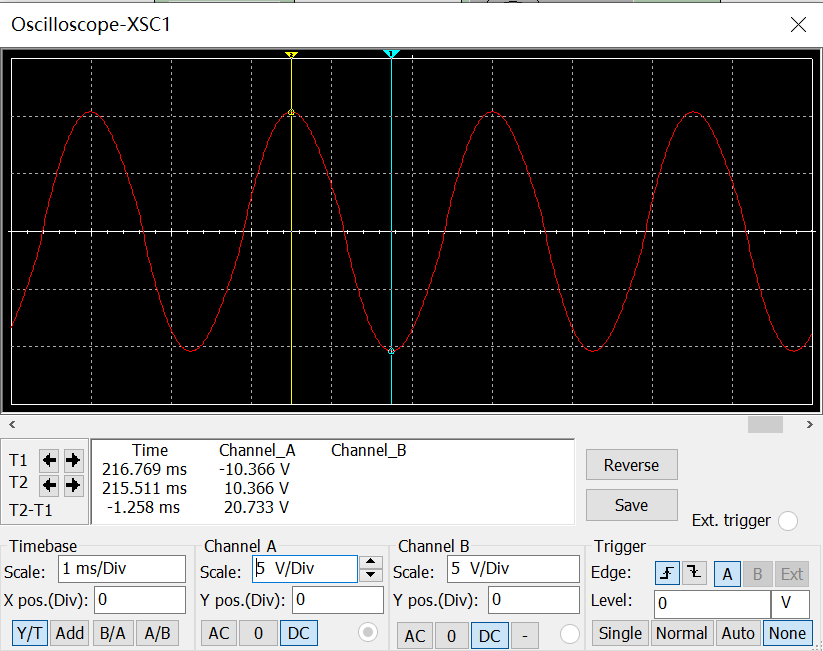 Oscilloscope-XSC1
2 1
T1
T2
T2-T1
Time Channel_A Channel_B
216.769 ms -10.366 V
215.511 ms 10.366 V
-1.258 ms 20.733 V
Reverse
Save
Ext. trigger
Timebase
Scale: 1 ms/Div
X pos.(Div): 0
Y/T Add B/A A/B
Channel A
Scale: 5 V/Div
Y pos.(Div): 0
AC 0 DC
Channel B
Scale: 5 V/Div
Y pos.(Div): 0
AC 0 DC -
Trigger
Edge: A B Ext
Level: 0 V
Single Normal Auto None